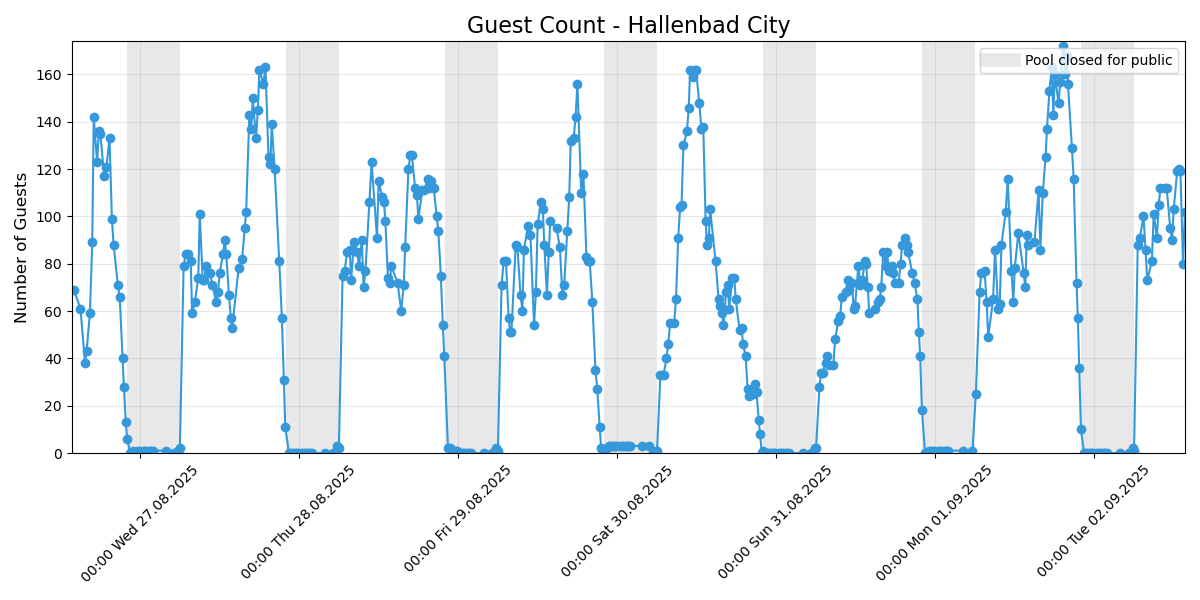 Guest Count - Hallenbad City
Pool closed for public
Number of Guests
160
140
120
100
80
60
40
20
0
00:00 Wed 27.08.2025
00:00 Thu 28.08.2025
00:00 Fri 29.08.2025
00:00 Sat 30.08.2025
00:00 Sun 31.08.2025
00:00 Mon 01.09.2025
00:00 Tue 02.09.2025